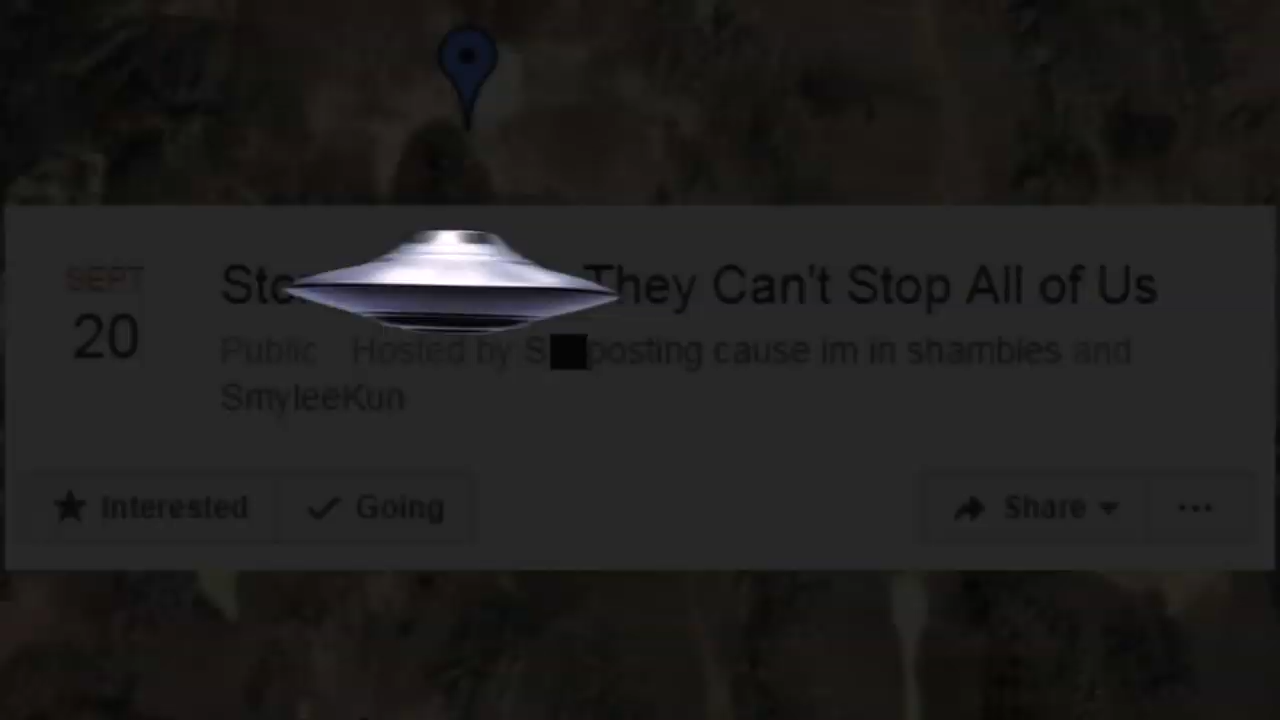 SEPT
20
Sto They Can't Stop All of Us
Public Hosted by S posting cause im in shambles and
SmyleeKun
Interested
Going
Share